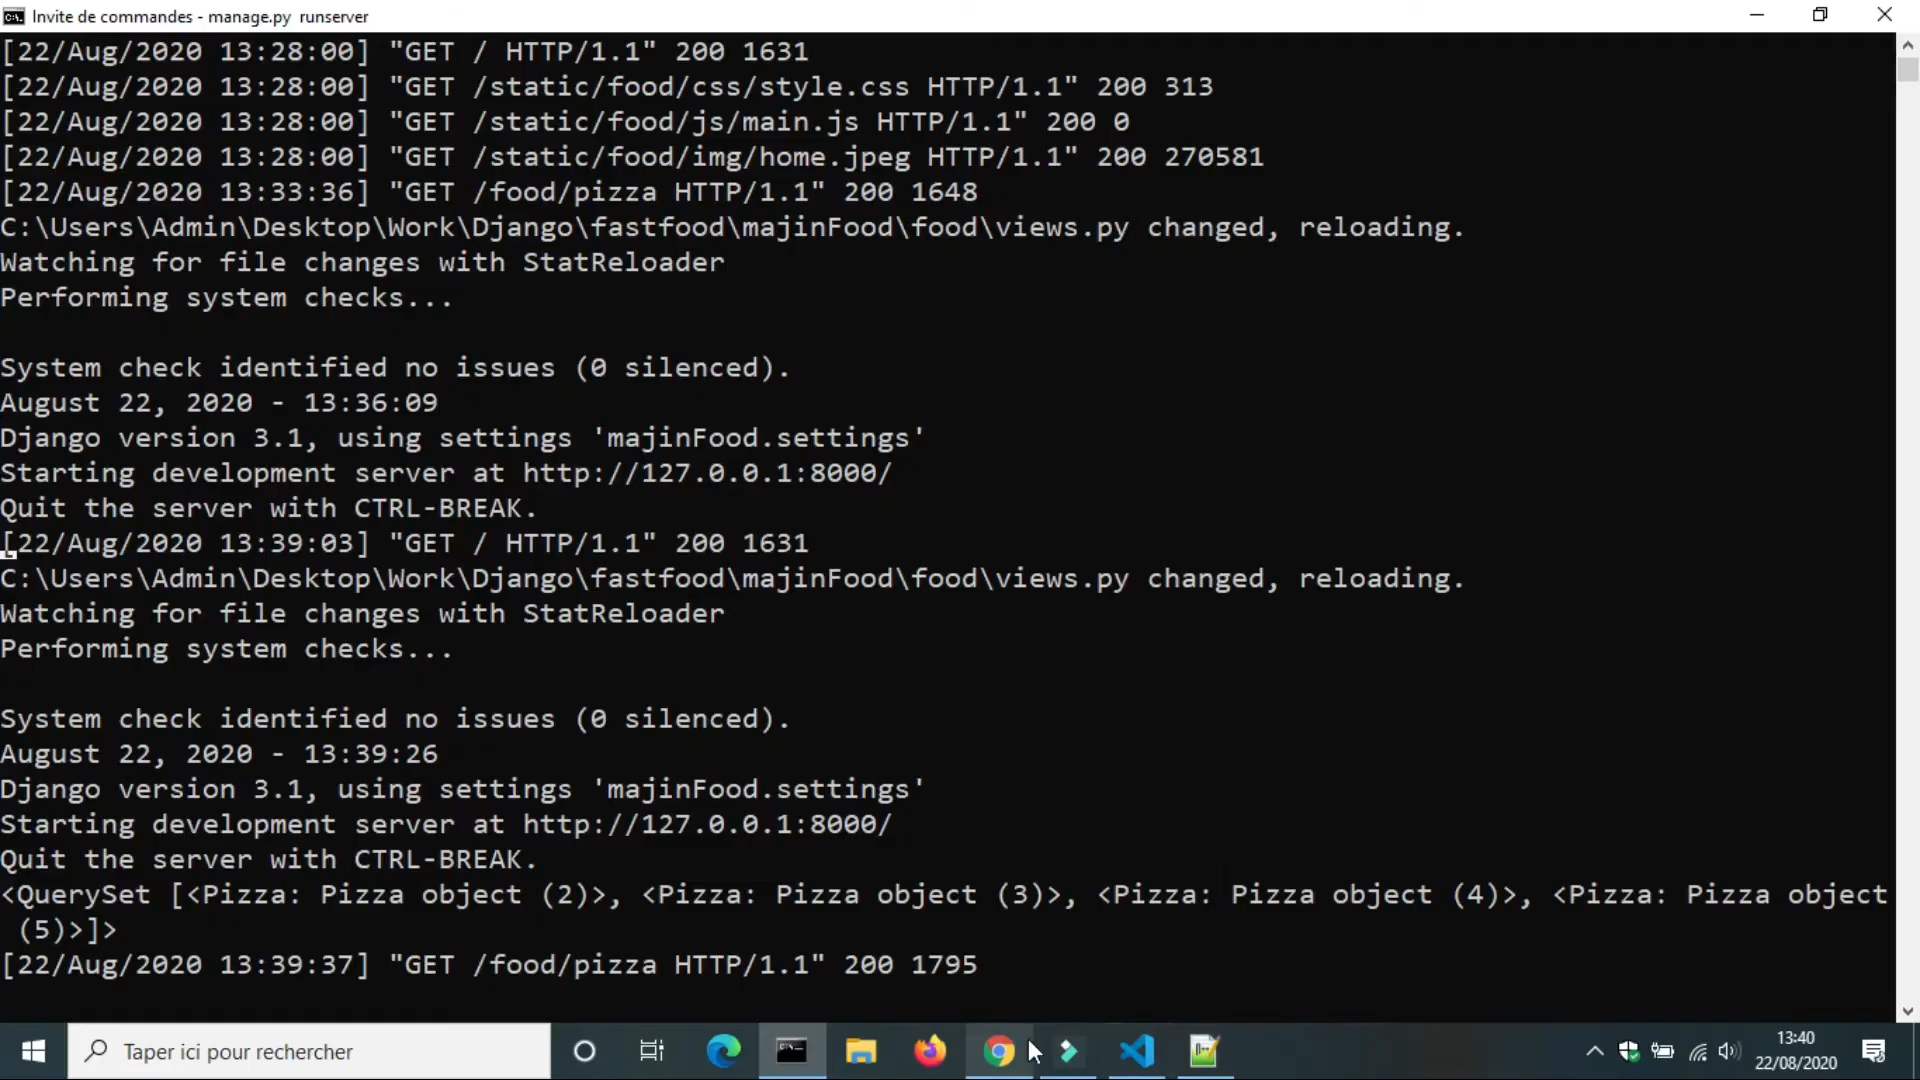 Invite de commandes - manage.py  runserver
[22/Aug/2020 13:28:00] "GET / HTTP/1.1" 200 1631
[22/Aug/2020 13:28:00] "GET /static/food/css/style.css HTTP/1.1" 200 313
[22/Aug/2020 13:28:00] "GET /static/food/js/main.js HTTP/1.1" 200 0
[22/Aug/2020 13:28:00] "GET /static/food/img/home.jpeg HTTP/1.1" 200 270581
[22/Aug/2020 13:33:36] "GET /food/pizza HTTP/1.1" 200 1648
C:\Users\Admin\Desktop\Work\Django\fastfood\majinFood\food\views.py changed, reloading.
Watching for file changes with StatReloader
Performing system checks...
System check identified no issues (0 silenced).
August 22, 2020 - 13:36:09
Django version 3.1, using settings 'majinFood.settings'
Starting development server at http://127.0.0.1:8000/
Quit the server with CTRL-BREAK.
[22/Aug/2020 13:39:03] "GET / HTTP/1.1" 200 1631
C:\Users\Admin\Desktop\Work\Django\fastfood\majinFood\food\views.py changed, reloading.
Watching for file changes with StatReloader
Performing system checks...
System check identified no issues (0 silenced).
August 22, 2020 - 13:39:26
Django version 3.1, using settings 'majinFood.settings'
Starting development server at http://127.0.0.1:8000/
Quit the server with CTRL-BREAK.
<QuerySet [<Pizza: Pizza object (2)>, <Pizza: Pizza object (3)>, <Pizza: Pizza object (4)>, <Pizza: Pizza object
(5)>]>
[22/Aug/2020 13:39:37] "GET /food/pizza HTTP/1.1" 200 1795
Taper ici pour rechercher
13:40
22/08/2020